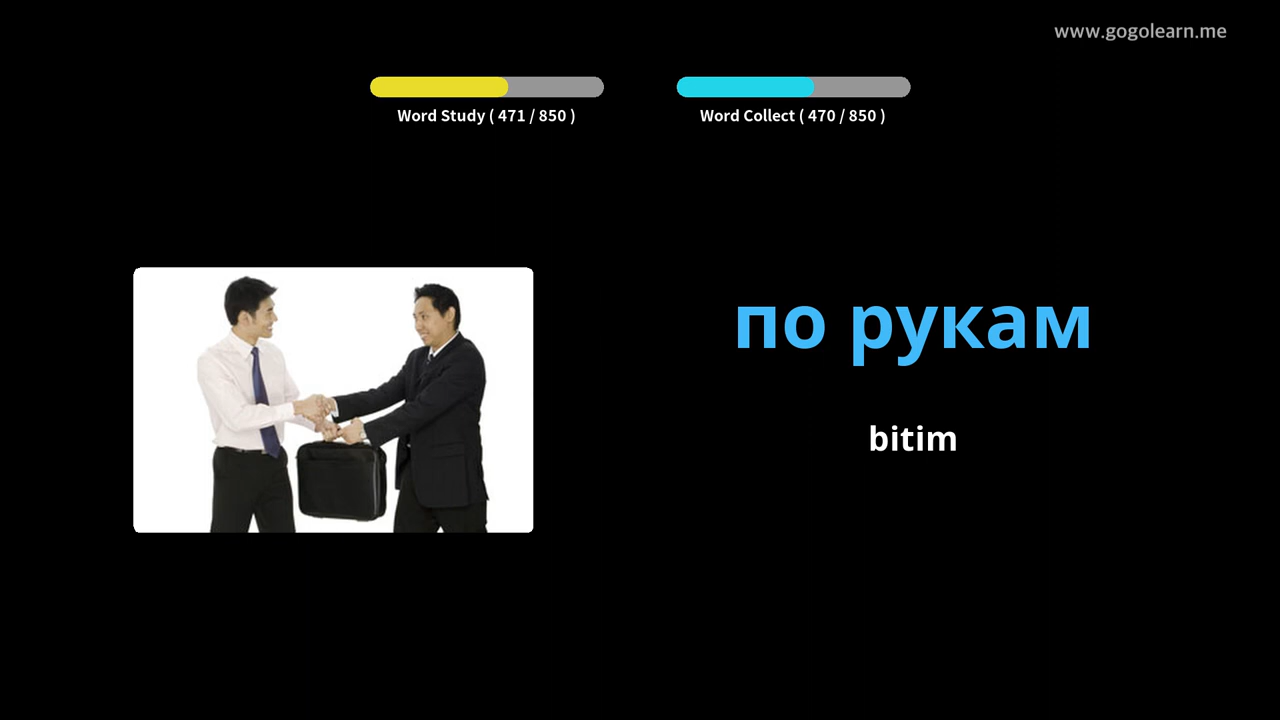 www.gogolearn.me
Word Study ( 471 / 850 )
Word Collect ( 470 / 850 )
по рукам
bitim